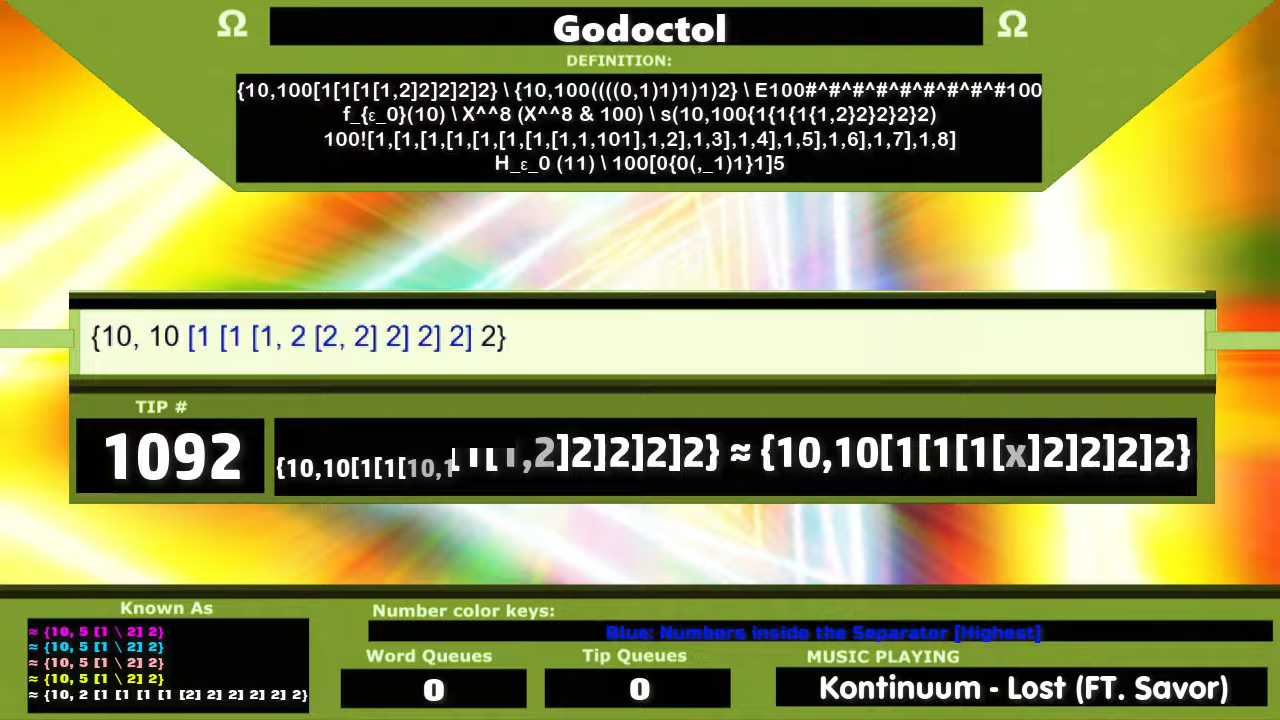 Ω Godoctol Ω
DEFINITION:
{10,100[1[1[1[1,2]2]2]2]2} \ {10,100((((0,1)1)1)1)2} \ E100#^#^#^#^#^#^#^#^#100
f_{ε_0}(10) \ X^^8 (X^^8 & 100) \ s(10,100{1{1{1{1,2}2}2}2}2)
100![1,[1,[1,[1,[1,[1,[1,[1,1,101],1,2],1,3],1,4],1,5],1,6],1,7],1,8]
H_ε_0 (11) \ 100[0{0(,_1)1}1]5
{10, 10 [1 [1 [1, 2 [2, 2] 2] 2] 2] 2}
TIP #
1092
{10,10[1[1[10,1 ,2]2]2]2]2} ≈ {10,10[1[1[1[x]2]2]2]2}
Known As
≈ {10, 5 [1 \ 2] 2}
≈ {10, 5 [1 \ 2] 2}
≈ {10, 5 [1 \ 2] 2}
≈ {10, 5 [1 \ 2] 2}
≈ {10, 2 [1 [1 [1 [1 [2] 2] 2] 2] 2] 2}
Number color keys:
Blue: Numbers inside the Separator [Highest]
Word Queues
0
Tip Queues
0
MUSIC PLAYING
Kontinuum - Lost (FT. Savor)